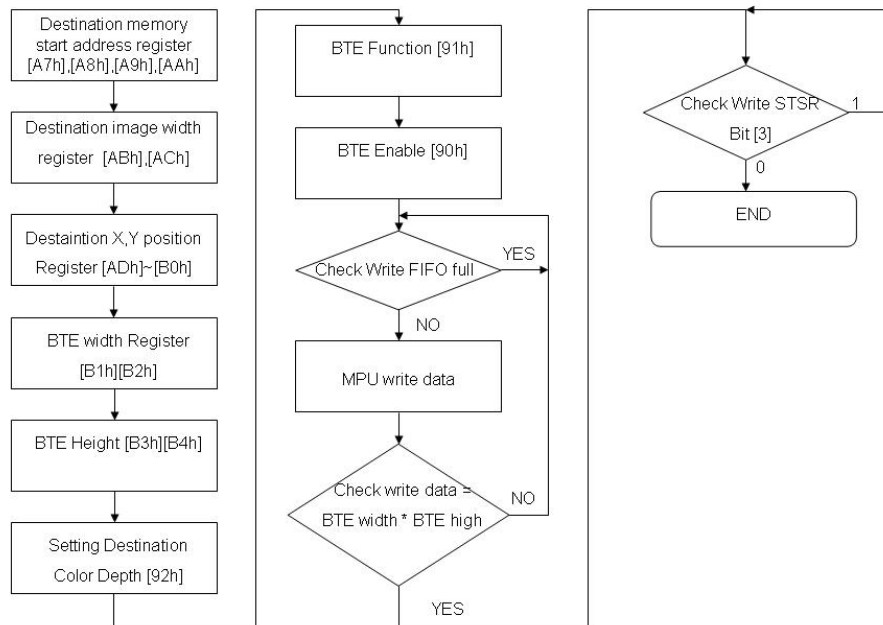 Destination memory
start address register
[A7h],[A8h],[A9h],[AAh]
Destination image width
register [ABh],[ACh]
Destaintion X,Y position
Register [ADh]~[B0h]
BTE width Register
[B1h][B2h]
BTE Height [B3h][B4h]
Setting Destination
Color Depth [92h]
BTE Function [91h]
BTE Enable [90h]
Check Write FIFO full
YES
NO
MPU write data
Check write data =
BTE width * BTE high
NO
YES
Check Write STSR
Bit [3]
1
0
END